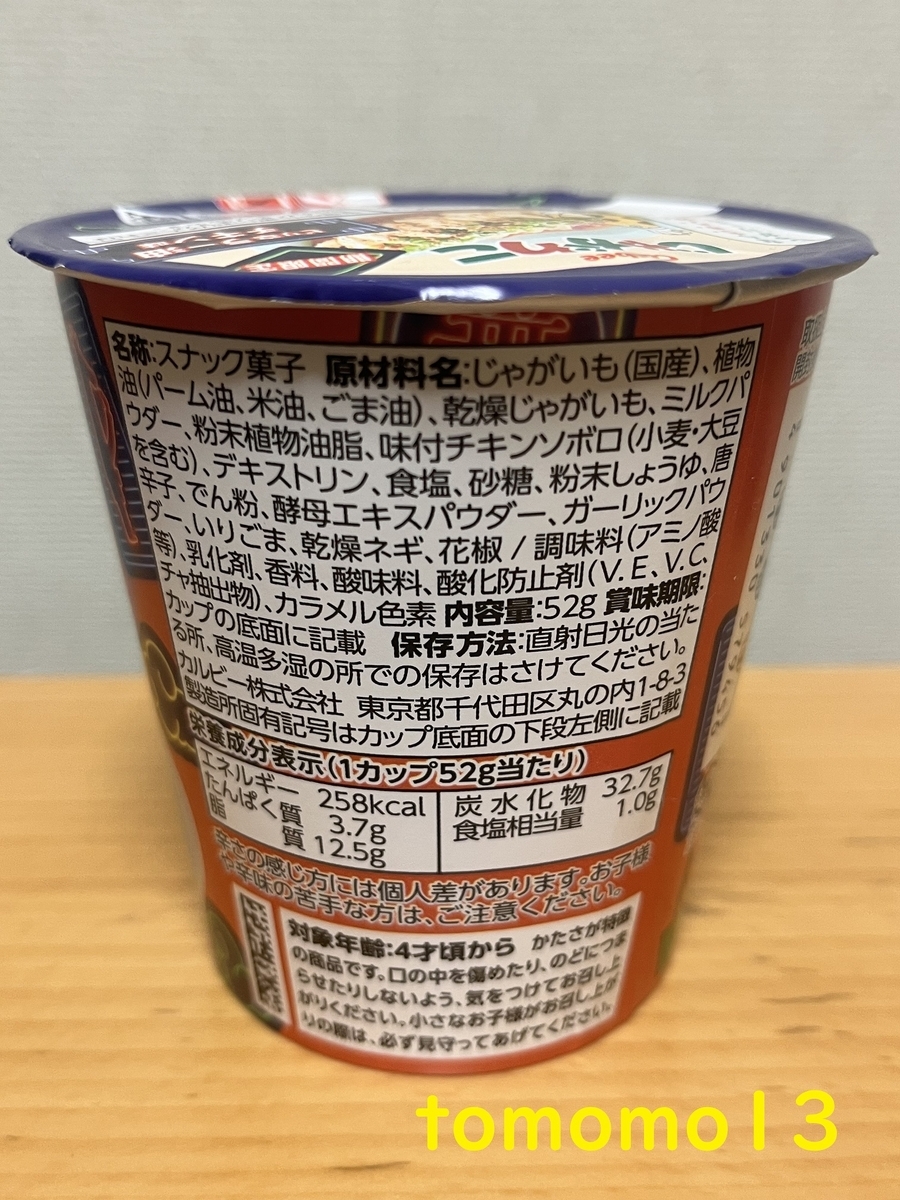 期間限定
Calbee
じゃがりこ
名称:スナック菓子 原材料名:じゃがいも(国産)、植物
油(パーム油、米油、ごま油)、乾燥じゃがいも、ミルクパ
ウダー、粉末植物油脂、味付チキンソボロ(小麦・大豆
を含む)、デキストリン、食塩、砂糖、粉末しょうゆ、唐
辛子、でん粉、酵母エキスパウダー、ガーリックパウ
ダー、いりごま、乾燥ネギ、花椒/調味料(アミノ酸
等)、乳化剤、香料、酸味料、酸化防止剤(V.E、V.C、
チャ抽出物)、カラメル色素 内容量:52g 賞味期限:
カップの底面に記載 保存方法:直射日光の当た
る所、高温多湿の所での保存はさけてください。
カルビー株式会社 東京都千代田区丸の内1-8-3
製造所固有記号はカップ底面の下段左側に記載
栄養成分表示(1カップ52g当たり)
エネルギー 258kcal
たんぱく質 3.7g
脂質 12.5g
炭水化物 32.7g
食塩相当量 1.0g
辛さの感じ方には個人差があります。お子様
や辛味の苦手な方は、ご注意ください。
対象年齢:4才頃から かたさが特徴
の商品です。口の中を傷めたり、のどにつま
らせたりしないよう、気をつけてお召し上
がりください。小さなお子様がお召し上が
りの際は、必ず見守ってあげてください。
tomomo13